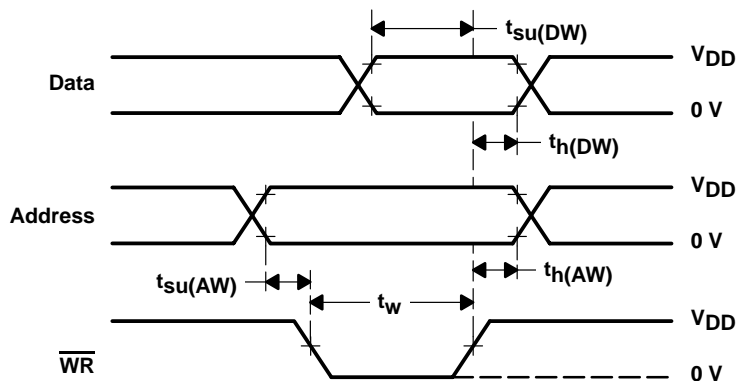 tsu(DW)
VDD
Data
0 V
th(DW)
VDD
Address
0 V
tsu(AW)
th(AW)
tw
VDD
WR
0 V